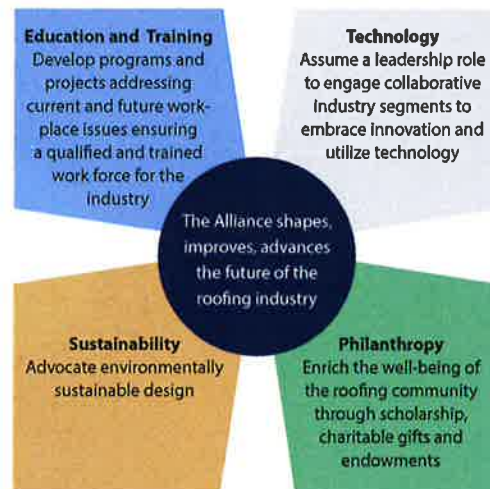 Education and Training
Develop programs and
projects addressing
current and future work-
place issues ensuring
a qualified and trained
work force for the
industry
Technology
Assume a leadership role
to engage collaborative
industry segments to
embrace innovation and
utilize technology
The Alliance shapes,
improves, advances
the future of the
roofing industry
Sustainability
Advocate environmentally
sustainable design
Philanthropy
Enrich the well-being of
the roofing community
through scholarship,
charitable gifts and
endowments